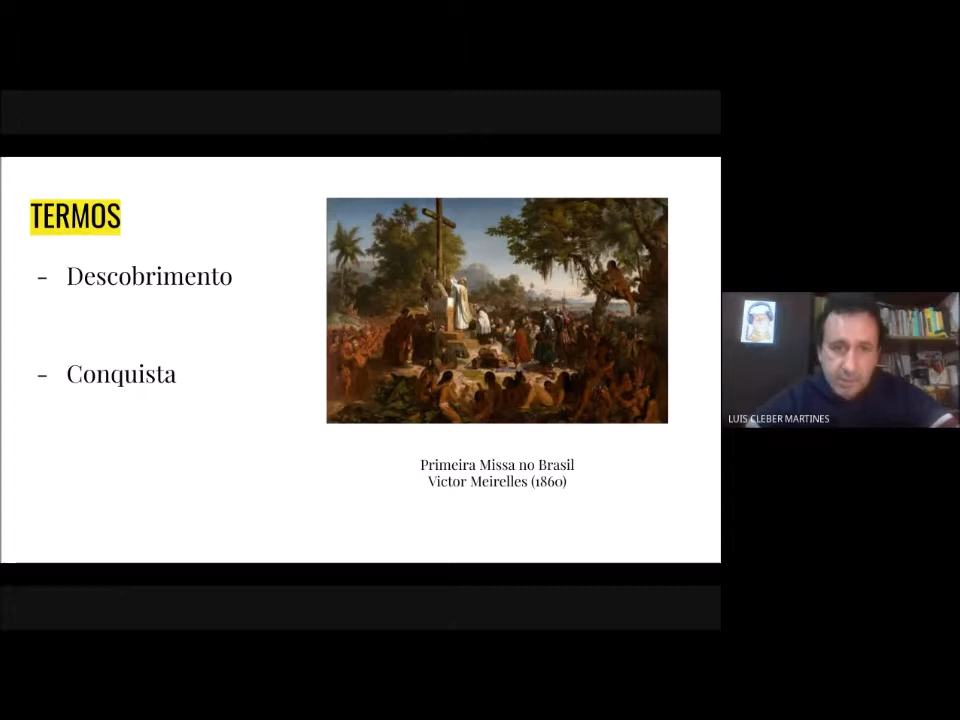 TERMOS
- Descobrimento
- Conquista
Primeira Missa no Brasil
Victor Meirelles (1860)
LUIS CLEBER MARTINES